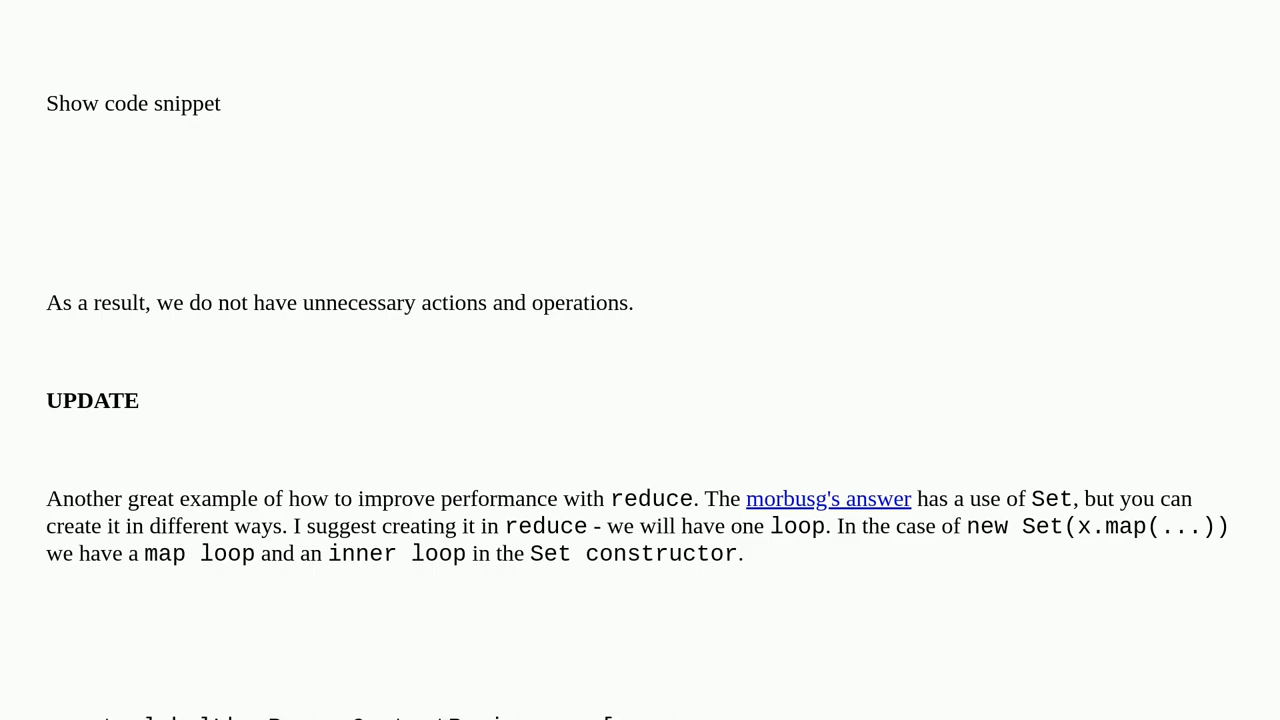 Show code snippet
As a result, we do not have unnecessary actions and operations.
UPDATE
Another great example of how to improve performance with reduce. The morbusg's answer has a use of Set, but you can
create it in different ways. I suggest creating it in reduce - we will have one loop. In the case of new Set(x.map(...))
we have a map loop and an inner loop in the Set constructor.